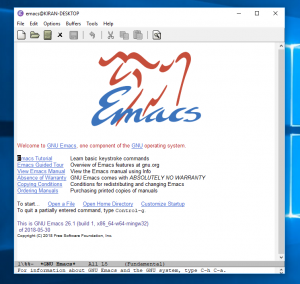 emacs@KIRAN-DESKTOP
File Edit Options Buffers Tools Help
Emacs
Welcome to GNU Emacs, one component of the GNU operating system.
Emacs Tutorial Learn basic keystroke commands
Emacs Guided Tour Overview of Emacs features at gnu.org
View Emacs Manual View the Emacs manual using Info
Absence of Warranty GNU Emacs comes with ABSOLUTELY NO WARRANTY
Copying Conditions Conditions for redistributing and changing Emacs
Ordering Manuals Purchasing printed copies of manuals
To start... Open a File Open Home Directory Customize Startup
To quit a partially entered command, type Control-g
This is GNU Emacs 26.1 (build 1, x86_64-w64-mingw32)
of 2018-05-30
Copyright (C) 2018 Free Software Foundation, Inc.
1\%%- *GNU Emacs* All L5 (Fundamental)
For information about GNU Emacs and the GNU system, type C-h C-a.